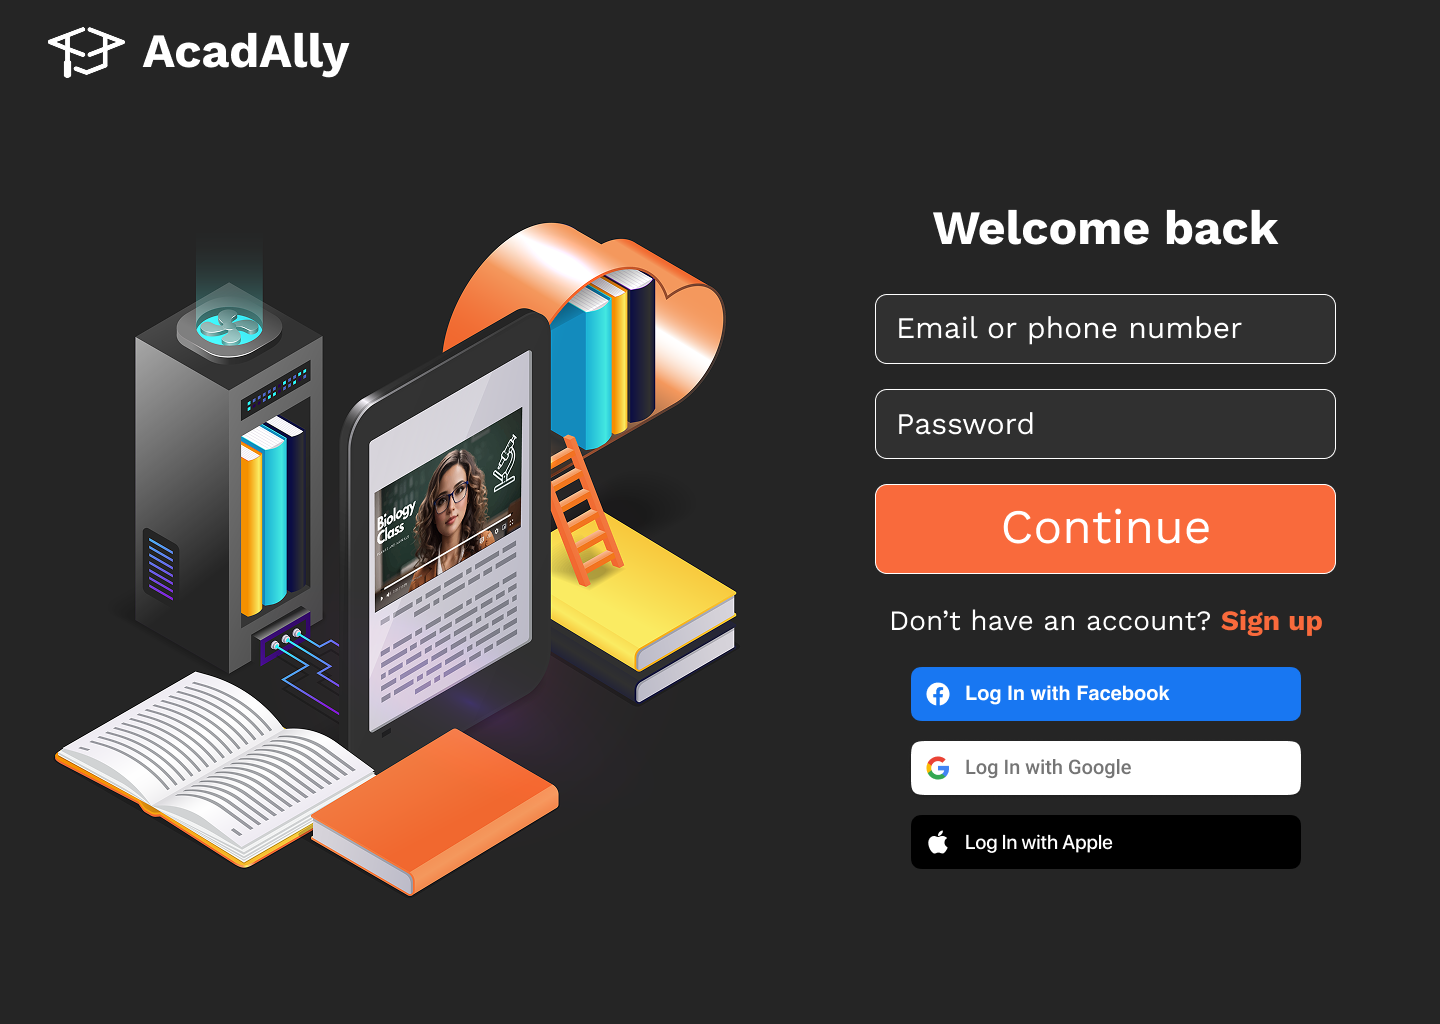 AcadAlly
Welcome back
Email or phone number
Password
Continue
Don’t have an account? Sign up
Log In with Facebook
Log In with Google
Log In with Apple
Biology
Class